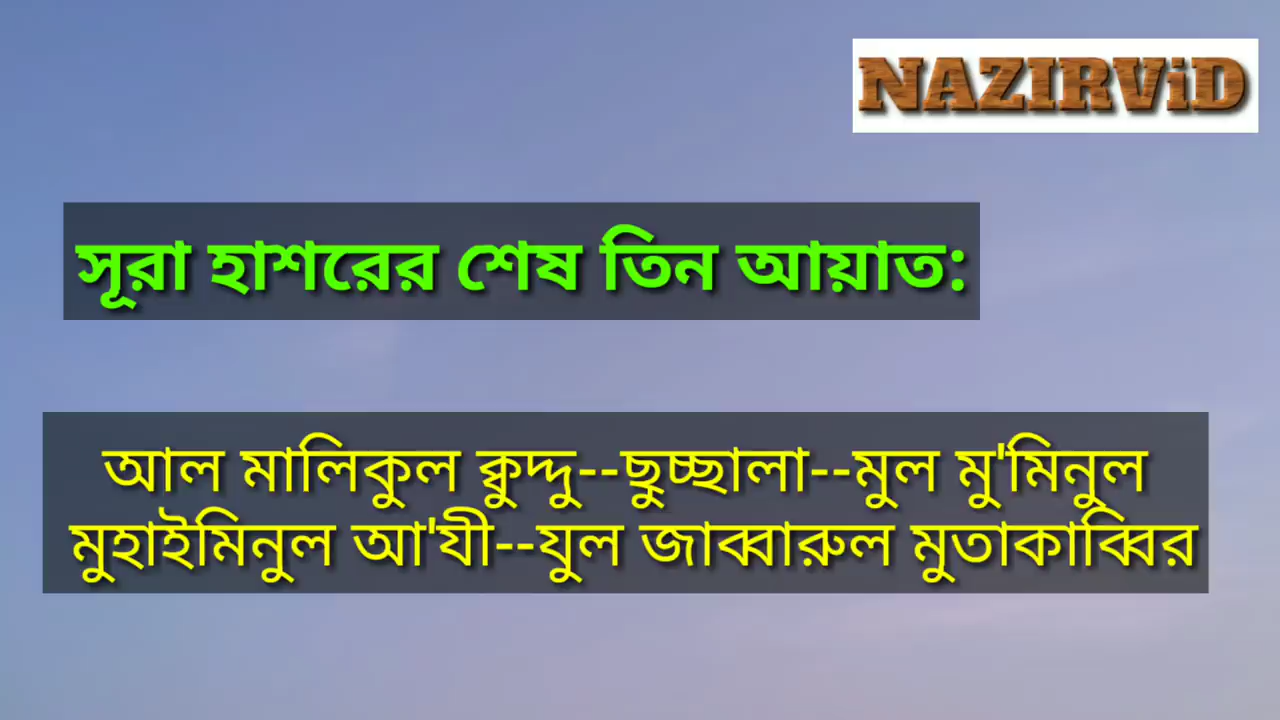 NAZIRViD
সূরা হাশরের শেষ তিন আয়াত:
আল মালিকুল ক্বুদ্দু--ছুচ্ছালা--মুল মু'মিনুল
মুহাইমিনুল আ'যী--যুল জাব্বারুল মুতাকাব্বির